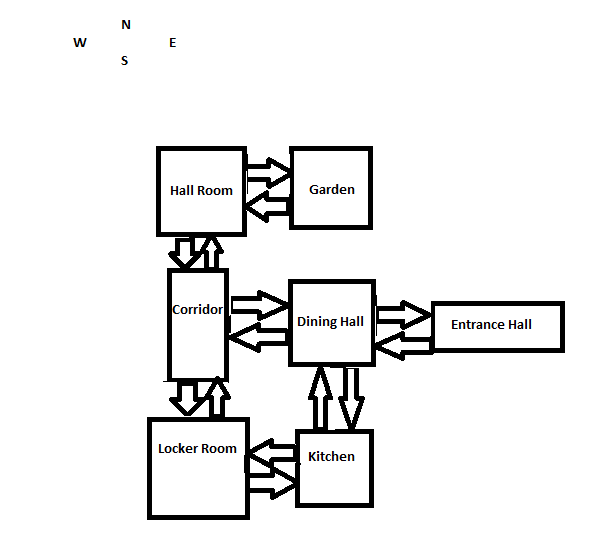 N
W E
S
Hall Room
Garden
Corridor
Dining Hall
Entrance Hall
Locker Room
Kitchen